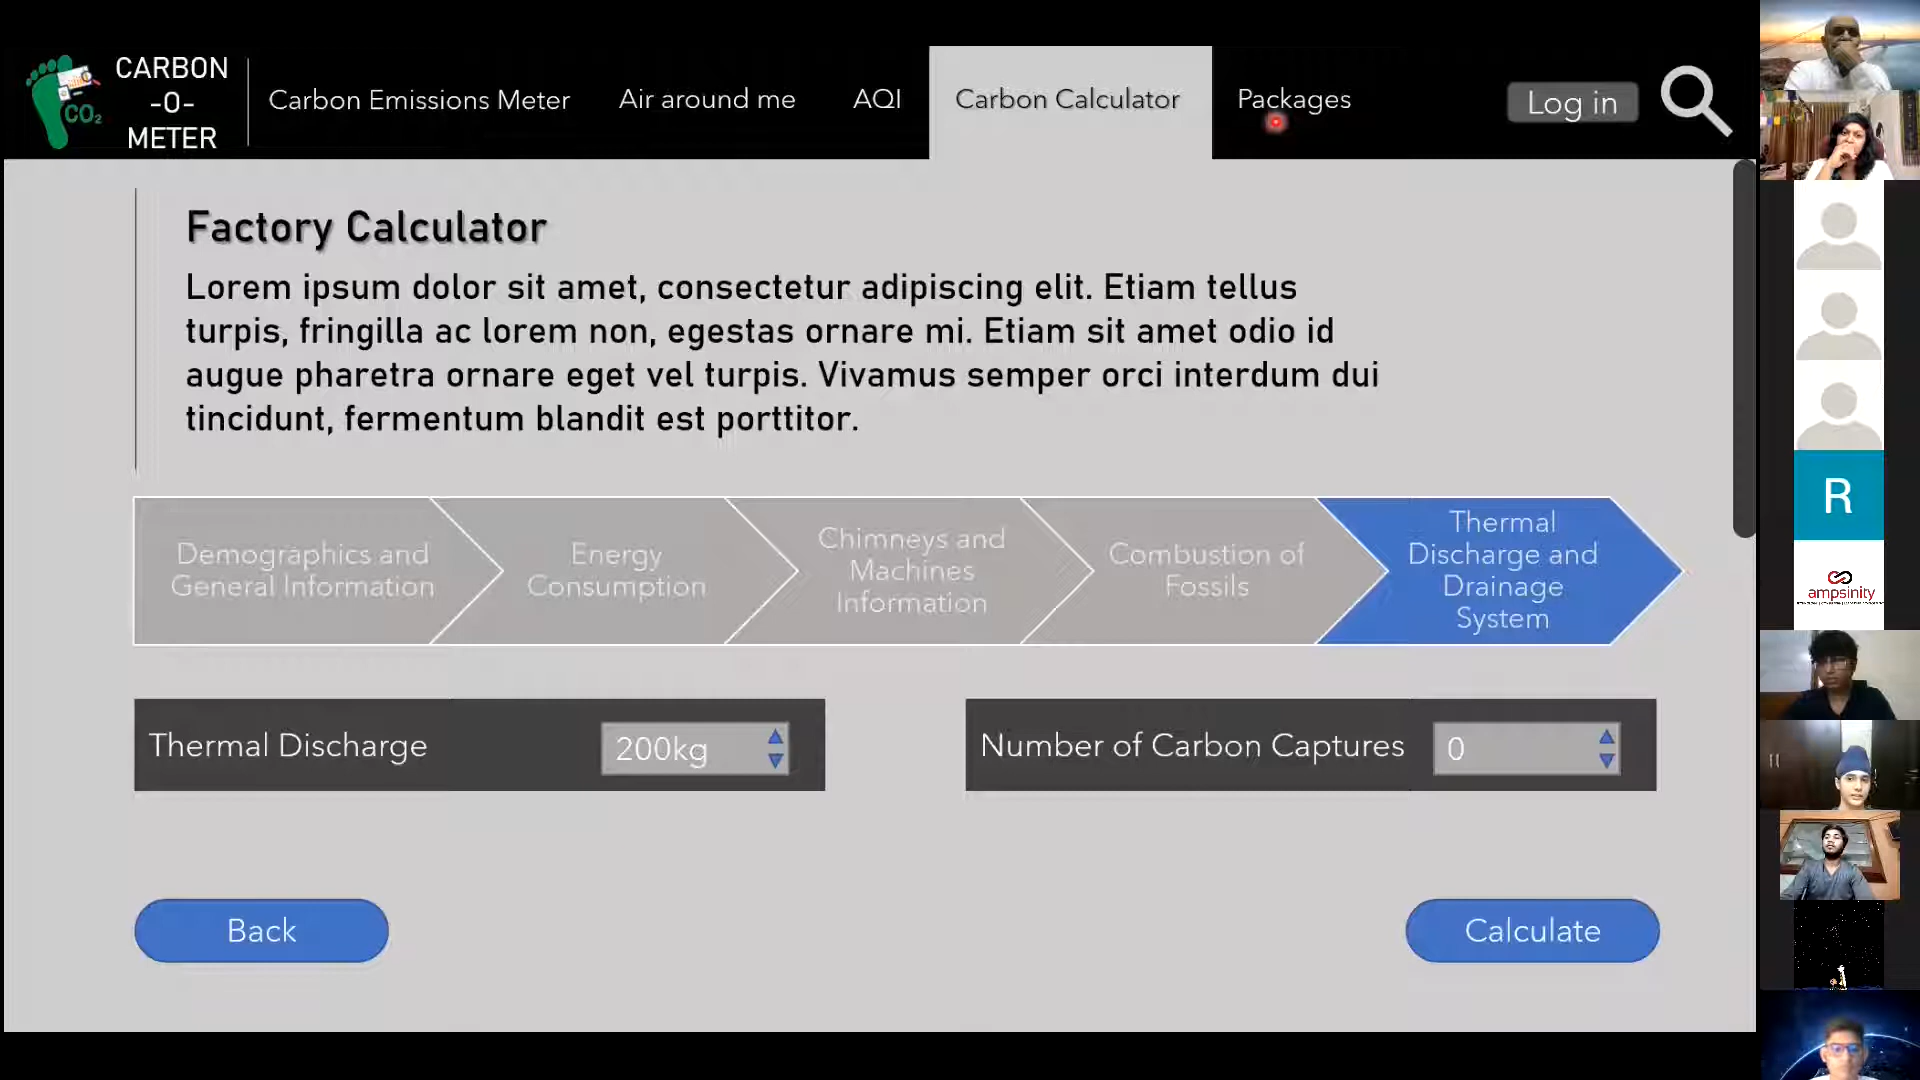 CARBON
-O-
METER
CO₂
Carbon Emissions Meter
Air around me
AQI
Carbon Calculator
Packages
Log in
Factory Calculator
Lorem ipsum dolor sit amet, consectetur adipiscing elit. Etiam tellus
turpis, fringilla ac lorem non, egestas ornare mi. Etiam sit amet odio id
augue pharetra ornare eget vel turpis. Vivamus semper orci interdum dui
tincidunt, fermentum blandit est porttitor.
Demographics and
General Information
Energy
Consumption
Chimneys and
Machines
Information
Combustion of
Fossils
Thermal
Discharge and
Drainage
System
Thermal Discharge
200kg
Number of Carbon Captures
0
Back
Calculate
R
ampsinity